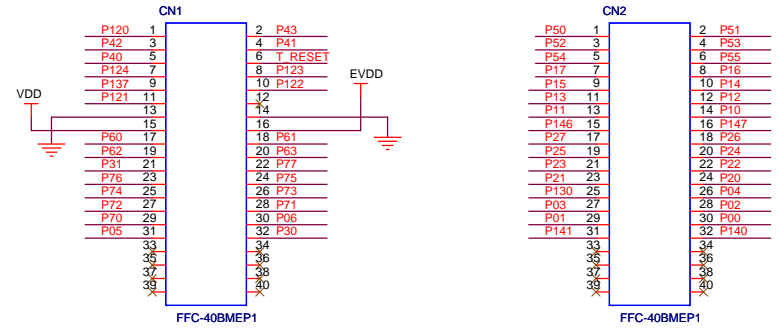 CN1 CN2
P120 1 2 P43 P50 1 2 P51
P42 3 4 P41 P52 3 4 P53
P40 5 6 T_RESET P54 5 6 P55
P124 7 8 P123 P17 7 8 P16
P137 9 10 P122 P15 9 10 P14
P121 11 12 P13 11 12 P12
13 14 P11 13 14 P10
15 16 P146 15 16 P147
VDD EVDD
P60 17 18 P61 P27 17 18 P26
P62 19 20 P63 P25 19 20 P24
P31 21 22 P77 P23 21 22 P22
P76 23 24 P75 P21 23 24 P20
P74 25 26 P73 P130 25 26 P04
P72 27 28 P71 P03 27 28 P02
P70 29 30 P06 P01 29 30 P00
P05 31 32 P30 P141 31 32 P140
33 34 33 34
35 36 35 36
37 38 37 38
39 40 39 40
FFC-40BMEP1 FFC-40BMEP1